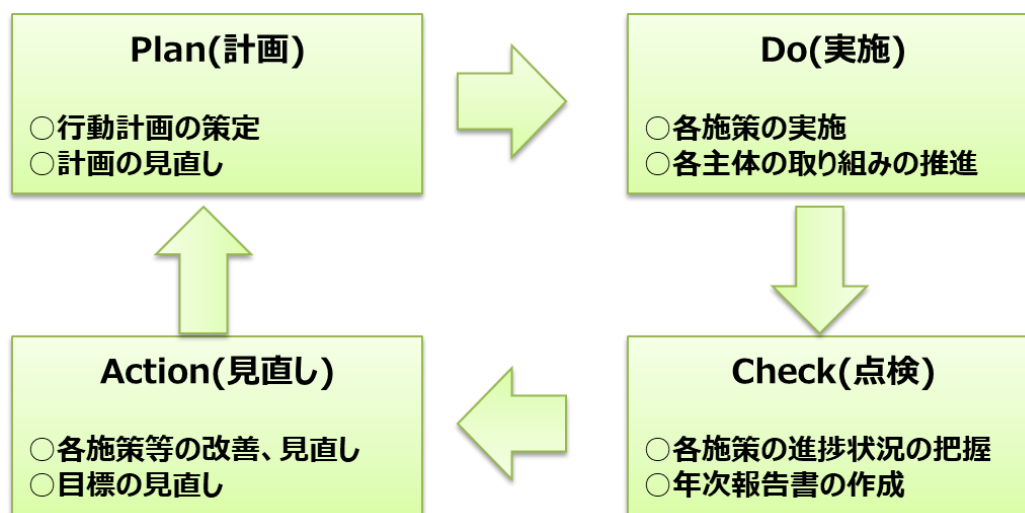 Plan(計画)
○行動計画の策定
○計画の見直し
Do(実施)
○各施策の実施
○各主体の取り組みの推進
Action(見直し)
○各施策等の改善、見直し
○目標の見直し
Check(点検)
○各施策の進捗状況の把握
○年次報告書の作成